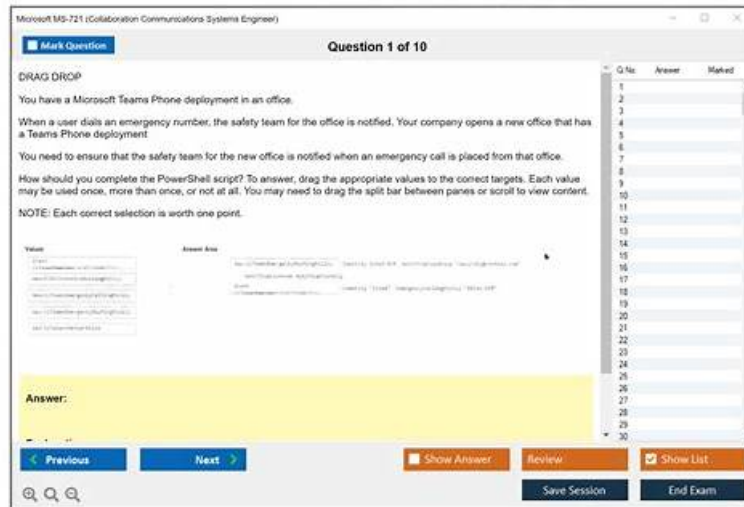 Microsoft MS-721 (Collaboration Communications Systems Engineer)
Mark Question
Question 1 of 10
Q No. Answer Marked
DRAG DROP
You have a Microsoft Teams Phone deployment in an office.
When a user dials an emergency number, the safety team for the office is notified. Your company opens a new office that has
a Teams Phone deployment
You need to ensure that the safety team for the new office is notified when an emergency call is placed from that office.
How should you complete the PowerShell script? To answer, drag the appropriate values to the correct targets. Each value
may be used once, more than once, or not at all. You may need to drag the split bar between panes or scroll to view content.
NOTE: Each correct selection is worth one point.
Values
Answer Area
Answer:
1
2
3
4
5
6
7
8
9
10
11
12
13
14
15
16
17
18
19
20
21
22
23
24
25
26
27
28
29
30
Previous
Next
Show Answer
Review
Show List
Save Session
End Exam